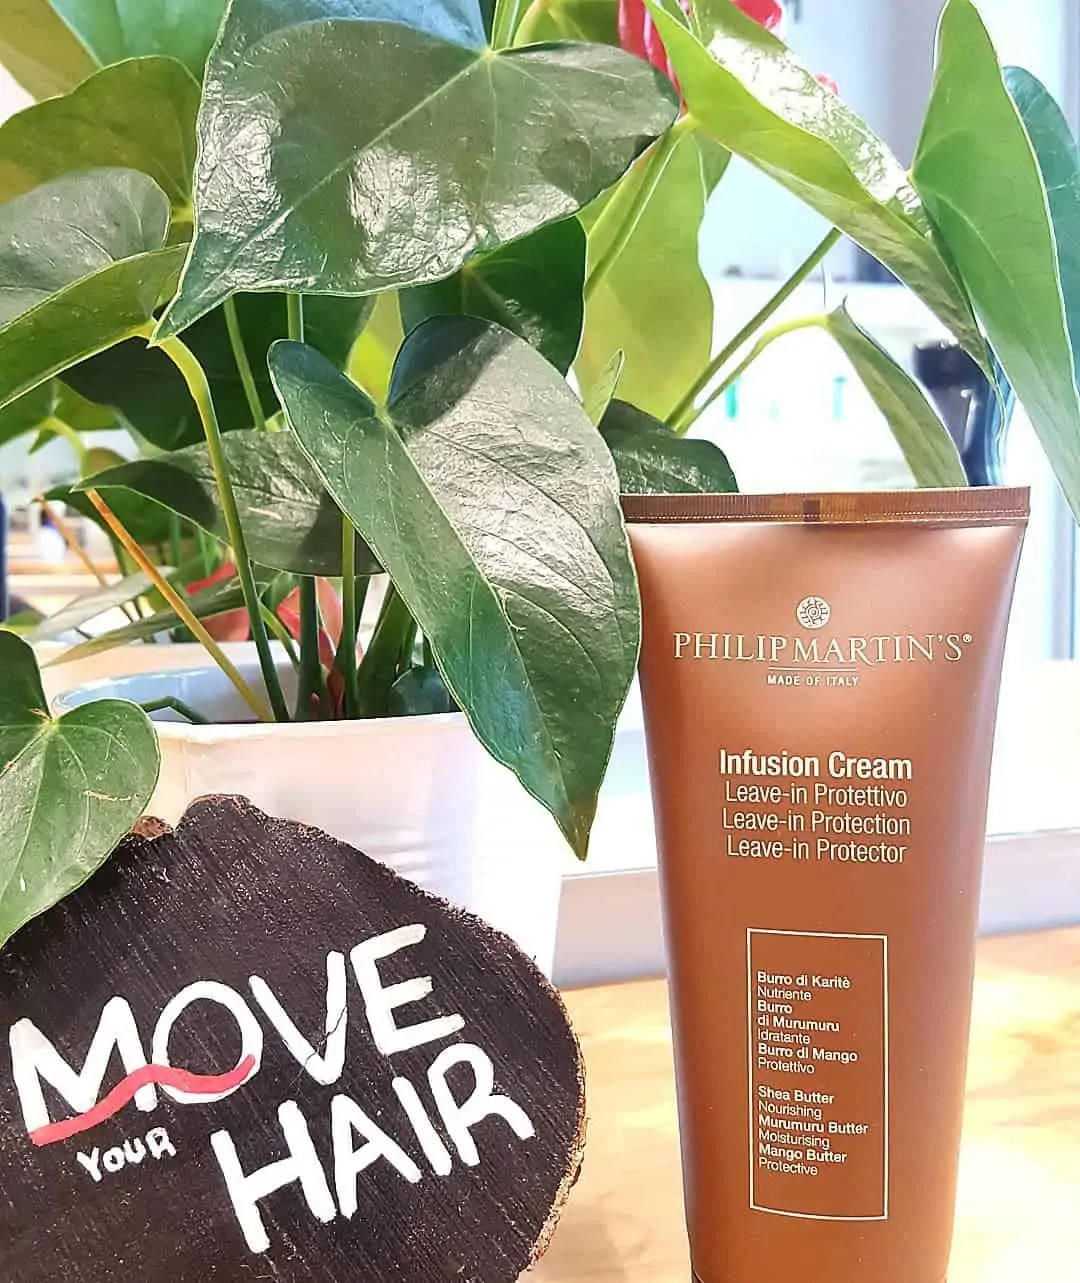 PHILIP MARTIN'S®
MADE OF ITALY
Infusion Cream
Leave-in Protettivo
Leave-in Protection
Leave-in Protector
Burro di Karitè
Nutriente
Burro
di Murumuru
Idratante
Burro di Mango
Protettivo
Shea Butter
Nourishing
Murumuru Butter
Moisturising
Mango Butter
Protective
MOVE
YOUR
HAIR